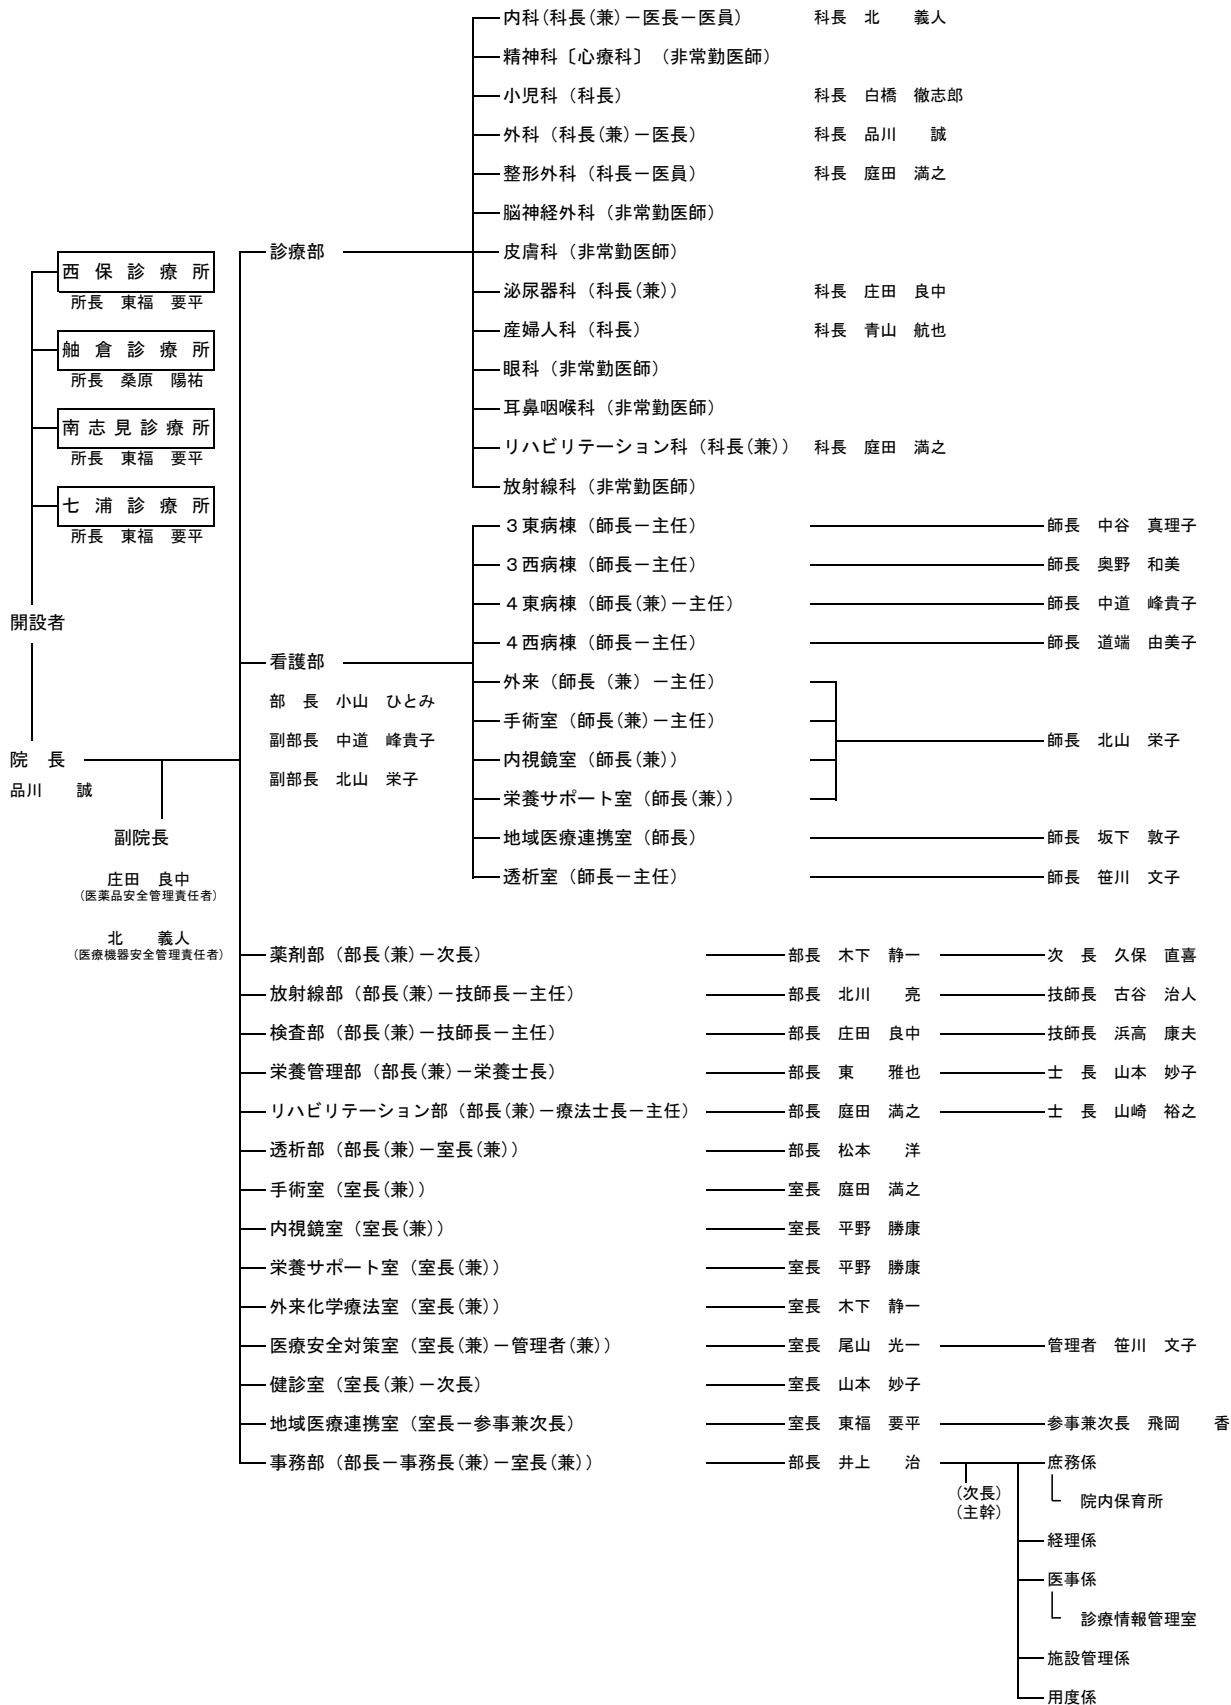 内科(科長(兼)－医長－医員) 科長 北 義人
精神科〔心療科〕（非常勤医師）
小児科（科長） 科長 白橋 徹志郎
外科（科長(兼)－医長） 科長 品川 誠
整形外科（科長－医員） 科長 庭田 満之
脳神経外科（非常勤医師）
診療部
皮膚科（非常勤医師）
泌尿器科（科長(兼)） 科長 庄田 良中
産婦人科（科長） 科長 青山 航也
眼科（非常勤医師）
耳鼻咽喉科（非常勤医師）
リハビリテーション科（科長(兼)） 科長 庭田 満之
放射線科（非常勤医師）
西保診療所
所長 東福 要平
舳倉診療所
所長 桑原 陽祐
南志見診療所
所長 東福 要平
七浦診療所
所長 東福 要平
開設者
院長
品川 誠
副院長
庄田 良中
（医薬品安全管理責任者）
北 義人
（医療機器安全管理責任者）
看護部
部 長 小山 ひとみ
副部長 中道 峰貴子
副部長 北山 栄子
３東病棟（師長－主任） 師長 中谷 真理子
３西病棟（師長－主任） 師長 奥野 和美
４東病棟（師長(兼)－主任） 師長 中道 峰貴子
４西病棟（師長－主任） 師長 道端 由美子
外来（師長（兼）－主任）
手術室（師長(兼)－主任）
師長 北山 栄子
内視鏡室（師長(兼)）
栄養サポート室（師長(兼)）
地域医療連携室（師長） 師長 坂下 敦子
透析室（師長－主任） 師長 笹川 文子
薬剤部（部長(兼)－次長） 部長 木下 静一 次 長 久保 直喜
放射線部（部長(兼)－技師長－主任） 部長 北川 亮 技師長 古谷 治人
検査部（部長(兼)－技師長－主任） 部長 庄田 良中 技師長 浜高 康夫
栄養管理部（部長(兼)－栄養士長） 部長 東 雅也 士 長 山本 妙子
リハビリテーション部（部長(兼)－療法士長－主任） 部長 庭田 満之 士 長 山崎 裕之
透析部（部長(兼)－室長(兼)） 部長 松本 洋
手術室（室長(兼)） 室長 庭田 満之
内視鏡室（室長(兼)） 室長 平野 勝康
栄養サポート室（室長(兼)） 室長 平野 勝康
外来化学療法室（室長(兼)） 室長 木下 静一
医療安全対策室（室長(兼)－管理者(兼)） 室長 尾山 光一 管理者 笹川 文子
健診室（室長(兼)－次長） 室長 山本 妙子
地域医療連携室（室長－参事兼次長） 室長 東福 要平 参事兼次長 飛岡 香
事務部（部長－事務長(兼)－室長(兼)） 部長 井上 治
(次長)
(主幹)
庶務係
院内保育所
経理係
医事係
診療情報管理室
施設管理係
用度係